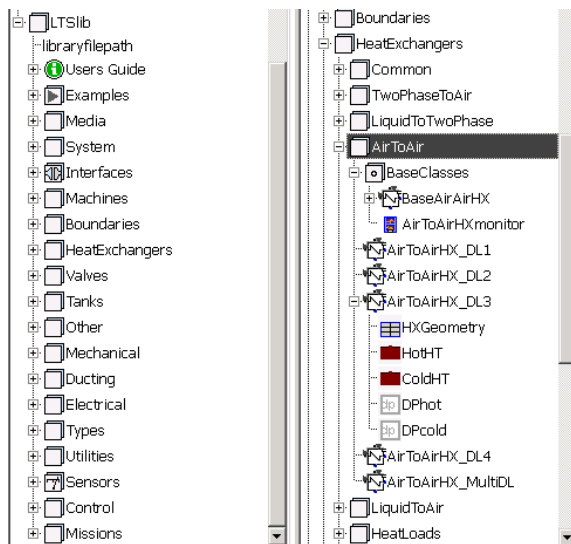 LTSlib
libraryfilepath
Users Guide
Examples
Media
System
Interfaces
Machines
Boundaries
HeatExchangers
Valves
Tanks
Other
Mechanical
Ducting
Electrical
Types
Utilities
Sensors
Control
Missions
Boundaries
HeatExchangers
Common
TwoPhaseToAir
LiquidToTwoPhase
AirToAir
BaseClasses
BaseAirAirHX
AirToAirHXmonitor
AirToAirHX_DL1
AirToAirHX_DL2
AirToAirHX_DL3
HXGeometry
HotHT
ColdHT
dp DPhot
dp DPcold
AirToAirHX_DL4
AirToAirHX_MultiDL
LiquidToAir
HeatLoads